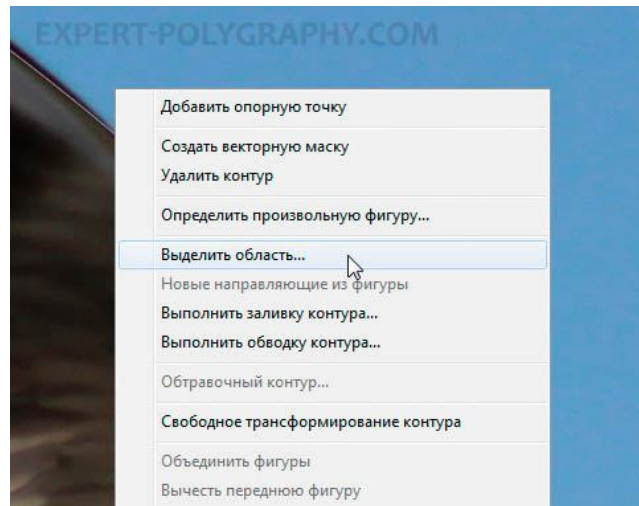 EXPERT-POLYGRAPHY.COM
Добавить опорную точку
Создать векторную маску
Удалить контур
Определить произвольную фигуру...
Выделить область...
Новые направляющие из фигуры
Выполнить заливку контура...
Выполнить обводку контура...
Обтравочный контур...
Свободное трансформирование контура
Объединить фигуры
Вычесть переднюю фигуру